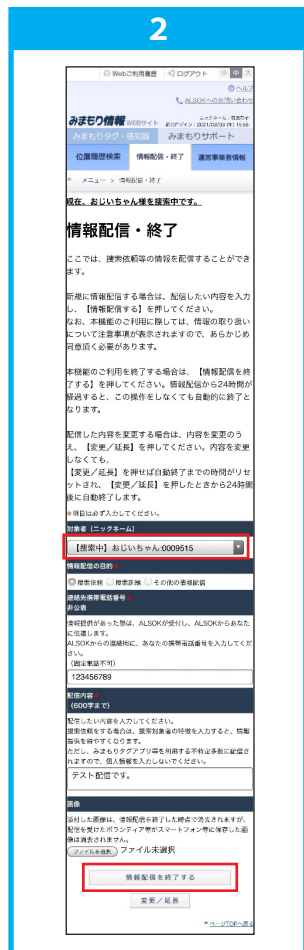 2
Webご利用履歴 ログアウト 小 中 大
ヘルプ
ALSOKへのお問い合わせ
みまもり情報 WEBサイト
みまもりタグ・感知器 みまもりサポート
位置履歴検索 情報配信・終了 運営事業者情報
メニュー > 情報配信・終了
現在、おじいちゃん様を捜索中です。
情報配信・終了
ここでは、捜索依頼等の情報を配信することができ
ます。
新規に情報配信する場合は、配信したい内容を入力
し、【情報配信する】を押してください。
なお、本機能のご利用に際しては、情報の取り扱い
について注意事項が表示されますので、あらかじめ
同意頂く必要があります。
本機能のご利用を終了する場合は、【情報配信を終
了する】を押してください。情報配信から24時間が
経過すると、この操作をしなくても自動的に終了と
なります。
配信した内容を変更する場合は、内容を変更のう
え、【変更/延長】を押してください。内容を変更
しなくても、
【変更/延長】を押せば自動終了までの時間がリセ
ットされ、【変更/延長】を押したときから24時間
後に自動終了します。
*項目は必ず入力してください。
対象者（ニックネーム）
【捜索中】おじいちゃん:0009515
情報配信の目的*
捜索依頼 捜索訓練 その他の情報配信
連絡先携帯電話番号*
非公表
情報提供があった際は、ALSOKが受付し、ALSOKからあなた
に伝達します。
ALSOKからの連絡用に、あなたの携帯電話番号を入力してくだ
さい。
(固定電話不可)
123456789
配信内容*
(600字まで)
配信したい内容を入力してください。
捜索依頼をする場合は、捜索対象者の特徴を入力すると、情報
提供を得やすくなります。
ただし、みまもりタグアプリ等を利用する不特定多数に配信さ
れますので、個人情報を入力しないでください。
テスト配信です。
画像
添付した画像は、情報配信を終了した時点で消去されますが、
配信を受けたボランティア等がスマートフォン等に保存した画
像は消去されません。
ファイルを選択 ファイル未選択
情報配信を終了する
変更/延長
ページTOPへ戻る